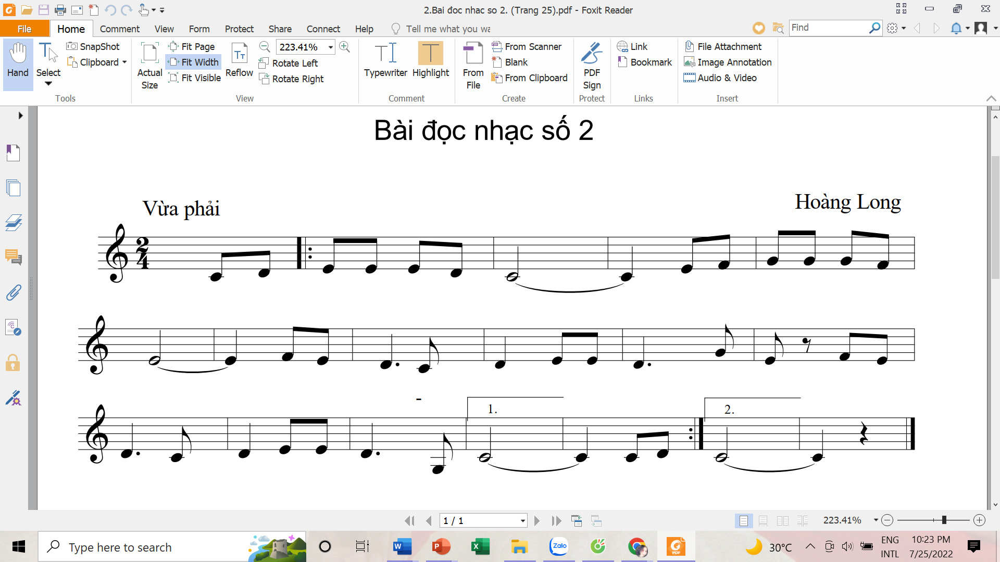 2.Bai đoc nhac so 2. (Trang 25).pdf - Foxit Reader
File Home Comment View Form Protect Share Connect Help Tell me what you wa Find
Hand
Select
SnapShot
Clipboard
Tools
Actual Size
Fit Page
Fit Width
Fit Visible
Reflow
223.41%
Rotate Left
Rotate Right
View
Typewriter
Highlight
Comment
From File
From Scanner
Blank
From Clipboard
Create
PDF Sign
Protect
Link
Bookmark
Links
File Attachment
Image Annotation
Audio & Video
Insert
Bài đọc nhạc số 2
Vừa phải
Hoàng Long
2
4
-
1.
2.
1 / 1
223.41%
Type here to search
Zalo
PDF
30°C
ENG
INTL
10:23 PM
7/25/2022